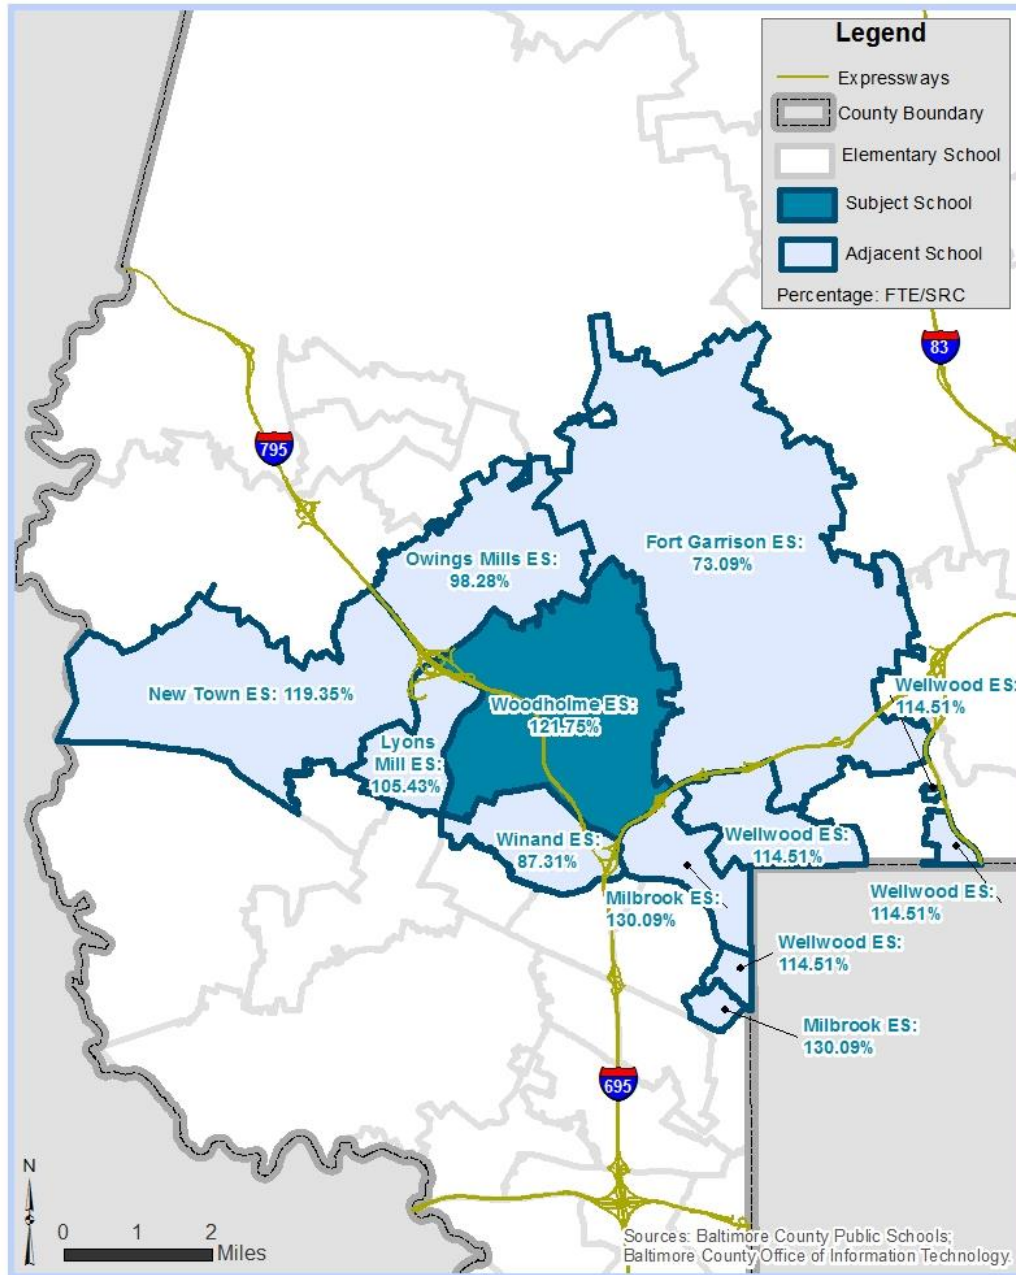 Legend
Expressways
County Boundary
Elementary School
Subject School
Adjacent School
Percentage: FTE/SRC
83
795
Fort Garrison ES:
73.09%
Owings Mills ES:
98.28%
Wellwood ES:
114.51%
New Town ES: 119.35%
Woodholme ES:
121.75%
Lyons
Mill ES:
105.43%
Winand ES:
87.31%
Wellwood ES:
114.51%
Milbrook ES:
130.09%
Wellwood ES:
114.51%
Wellwood ES:
114.51%
Milbrook ES:
130.09%
695
N
0 1 2
Miles
Sources: Baltimore County Public Schools;
Baltimore County Office of Information Technology.